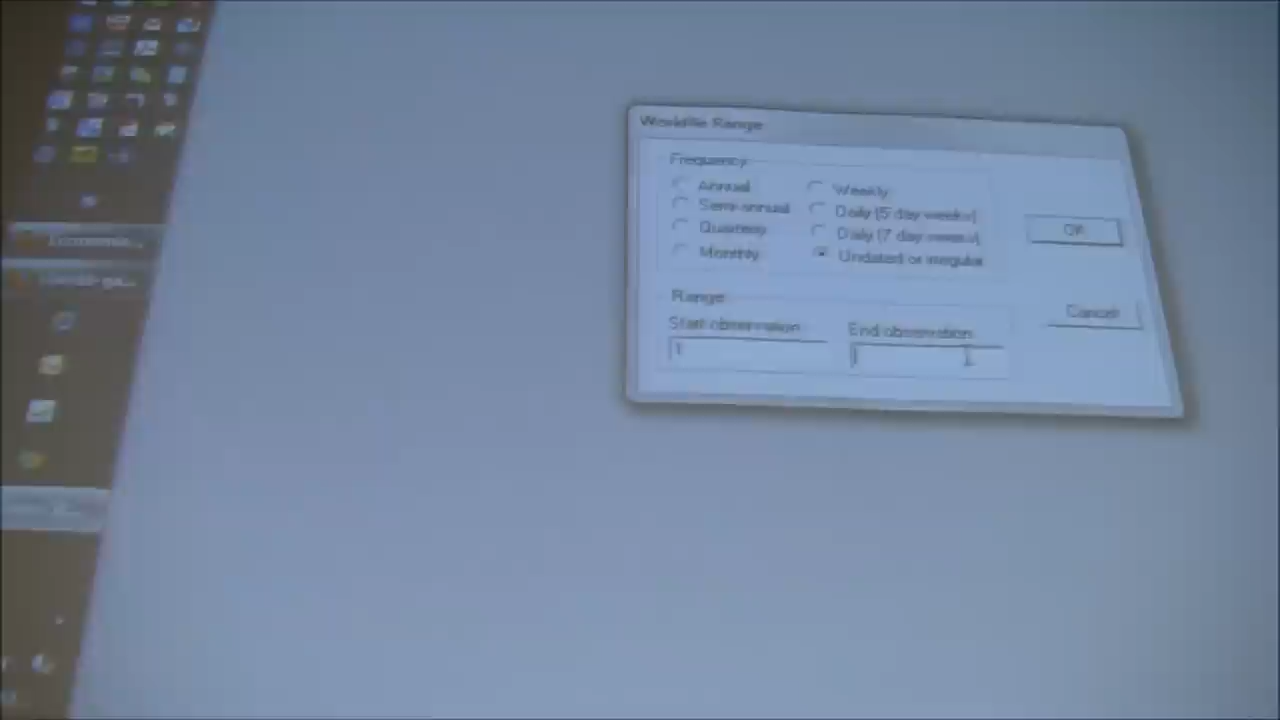 Workfile Range
Frequency
Annual
Semi-annual
Quarterly
Monthly
Weekly
Daily [5 day weeks]
Daily [7 day weeks]
Undated or irregular
Range
Start observation
1
End observation
OK
Cancel